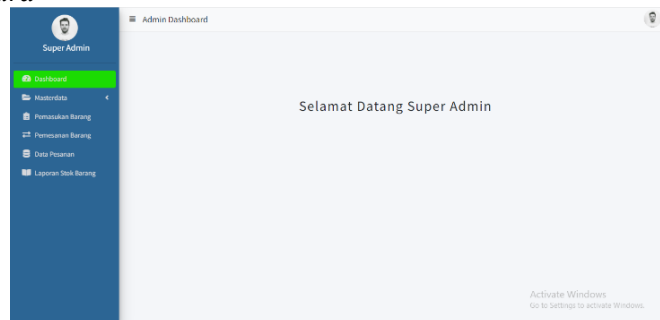 Super Admin
Dashboard
Masterdata
Pemasukan Barang
Pemesanan Barang
Data Pesanan
Laporan Stok Barang
Admin Dashboard
Selamat Datang Super Admin
Activate Windows
Go to Settings to activate Windows.